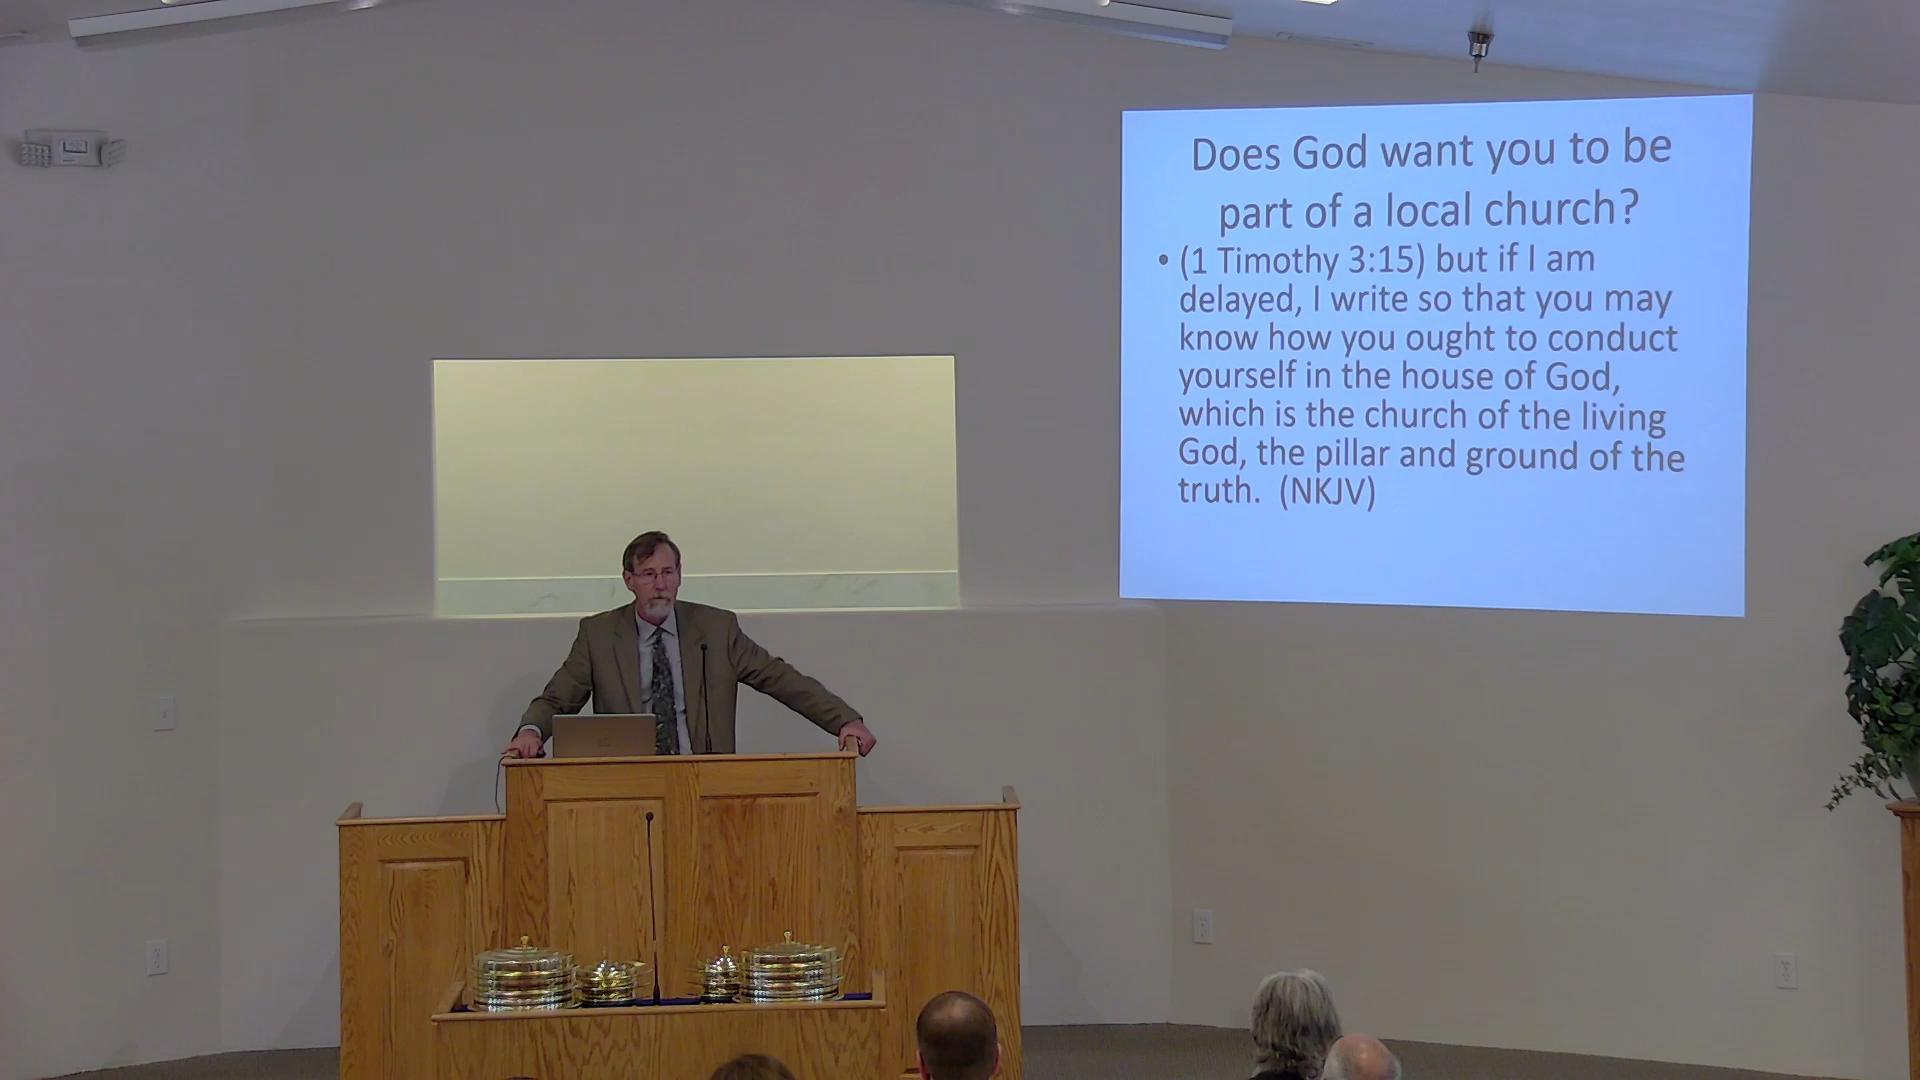 Does God want you to be
part of a local church?
• (1 Timothy 3:15) but if I am
delayed, I write so that you may
know how you ought to conduct
yourself in the house of God,
which is the church of the living
God, the pillar and ground of the
truth. (NKJV)